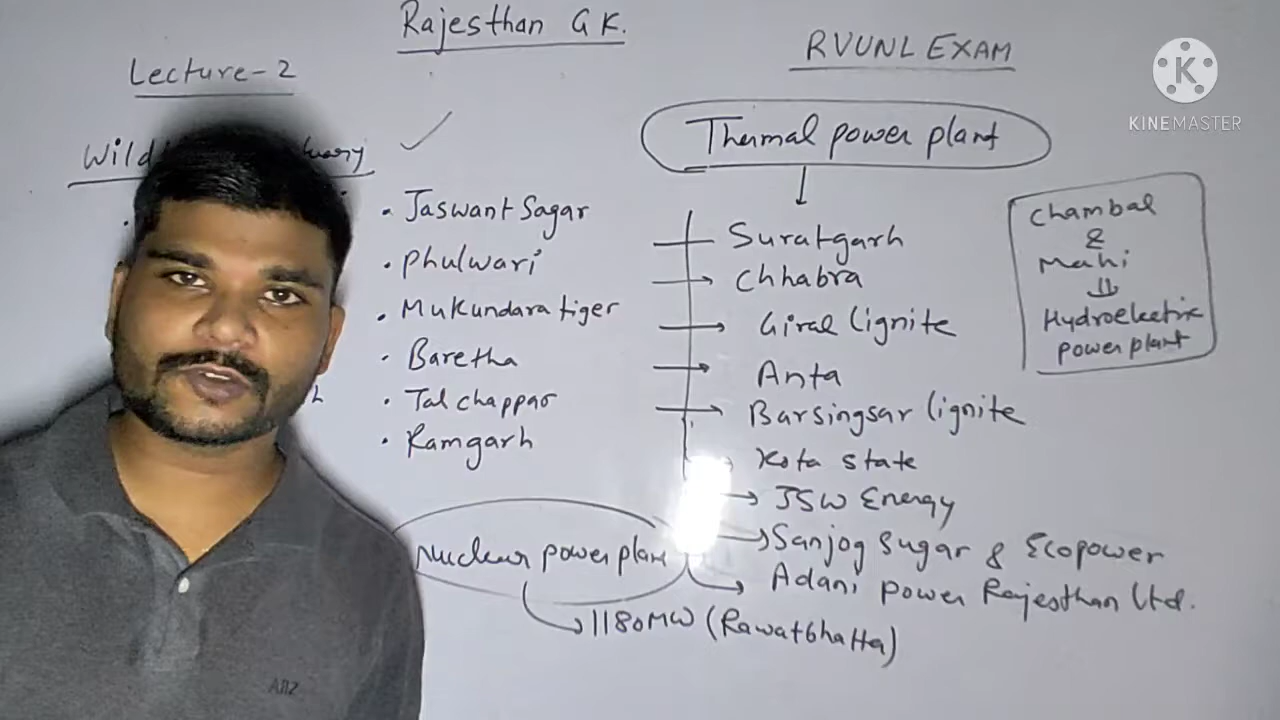 Rajesthan GK.
RVUNL EXAM
Lecture-2
KINEMASTER
Thermal power plant
Jaswant Sagar
Phulwari
Mukundara tiger
Baretha
Tal chappar
Ramgarh
Suratgarh
Chhabra
Giral lignite
Anta
Barsingsar lignite
Kota state
JSW Energy
Sanjog Sugar & Ecopower
Adani power Rajesthan Ltd.
Chambal
&
Mahi
Hydroelectric
power plant
Nuclear power plant
1180MW (Rawatbhatta)